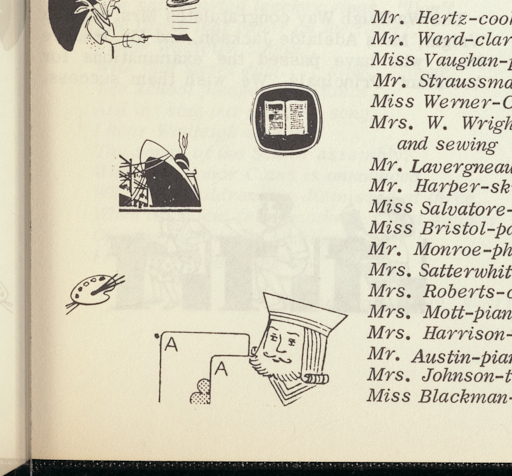 Mr. Hertz-cook
Mr. Ward-clar
Miss Vaughan-p
Mr. Straussma
Miss Werner-C
Mrs. W. Wrigh
and sewing
Mr. Lavergneau
Mr. Harper-sk
Miss Salvatore-
Miss Bristol-po
Mr. Monroe-ph
Mrs. Satterwhit
Mrs. Roberts-c
Mrs. Mott-pian
Mrs. Harrison-
Mr. Austin-pian
Mrs. Johnson-t
Miss Blackman-
A
A